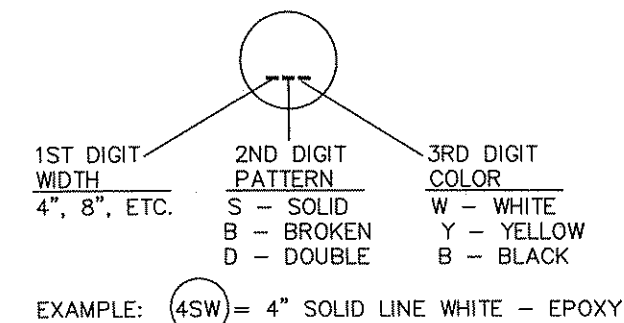 1ST DIGIT 2ND DIGIT 3RD DIGIT
WIDTH PATTERN COLOR
4", 8", ETC. S – SOLID W – WHITE
B – BROKEN Y – YELLOW
D – DOUBLE B – BLACK
EXAMPLE: 4SW = 4" SOLID LINE WHITE – EPOXY